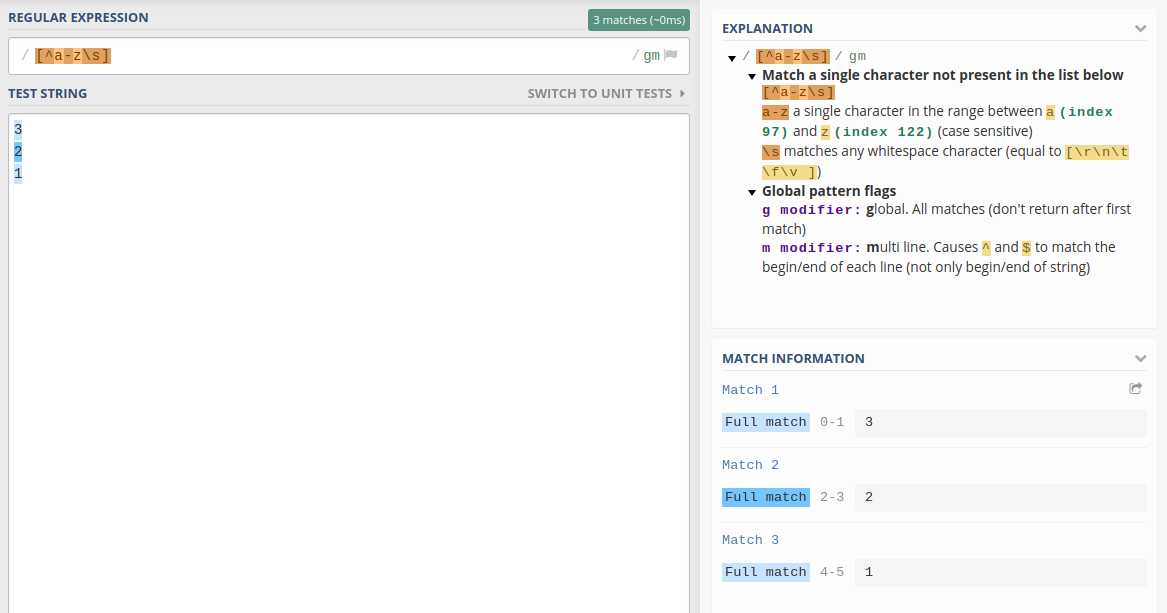 REGULAR EXPRESSION
3 matches (~0ms)
/ [^a-z\s] / gm
TEST STRING
SWITCH TO UNIT TESTS
3
2
1
EXPLANATION
/ [^a-z\s] / gm
Match a single character not present in the list below
[^a-z\s]
a-z a single character in the range between a (index
97) and z (index 122) (case sensitive)
\s matches any whitespace character (equal to [\r\n\t
\f\v ])
Global pattern flags
g modifier: global. All matches (don't return after first
match)
m modifier: multi line. Causes ^ and $ to match the
begin/end of each line (not only begin/end of string)
MATCH INFORMATION
Match 1
Full match 0-1 3
Match 2
Full match 2-3 2
Match 3
Full match 4-5 1